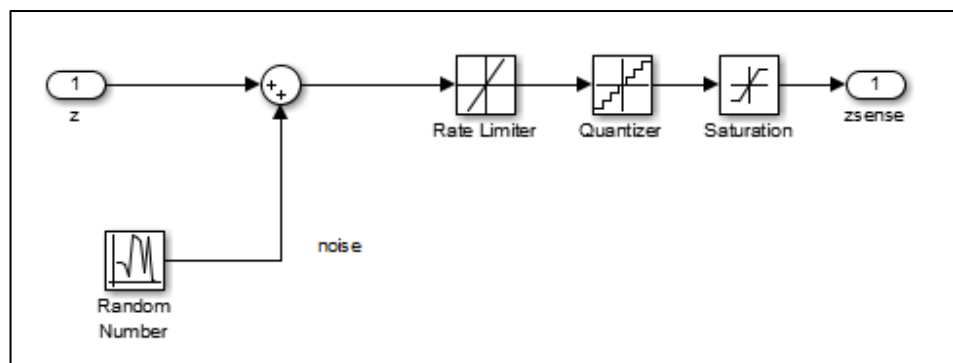 1
z
+
+
Rate Limiter
Quantizer
Saturation
1
zsense
noise
Random
Number